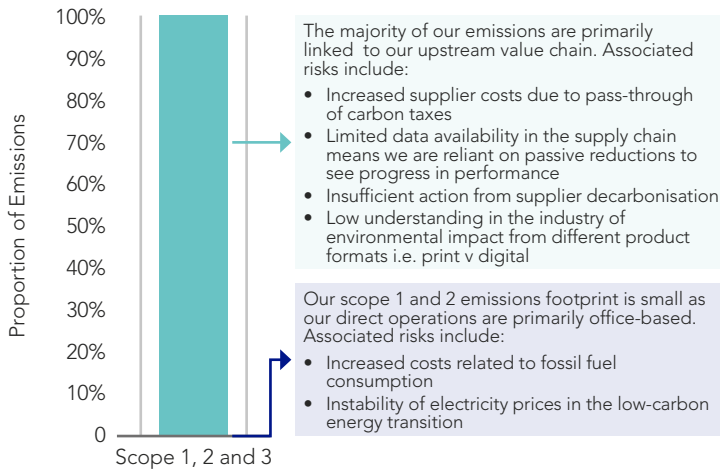 100%
90%
80%
70%
60%
50%
40%
30%
20%
10%
0
Proportion of Emissions
Scope 1, 2 and 3
The majority of our emissions are primarily
linked to our upstream value chain. Associated
risks include:
• Increased supplier costs due to pass-through
of carbon taxes
• Limited data availability in the supply chain
means we are reliant on passive reductions to
see progress in performance
• Insufficient action from supplier decarbonisation
• Low understanding in the industry of
environmental impact from different product
formats i.e. print v digital
Our scope 1 and 2 emissions footprint is small as
our direct operations are primarily office-based.
Associated risks include:
• Increased costs related to fossil fuel
consumption
• Instability of electricity prices in the low-carbon
energy transition